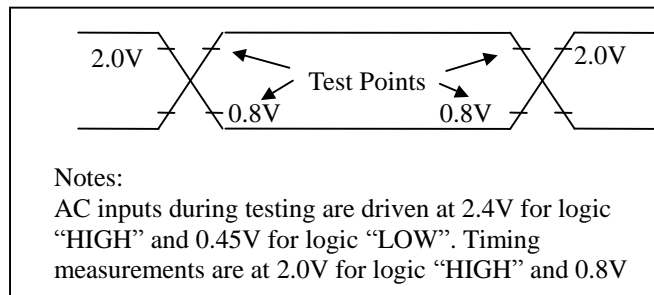 2.0V 2.0V
Test Points
0.8V 0.8V
Notes:
AC inputs during testing are driven at 2.4V for logic
“HIGH” and 0.45V for logic “LOW”. Timing
measurements are at 2.0V for logic “HIGH” and 0.8V